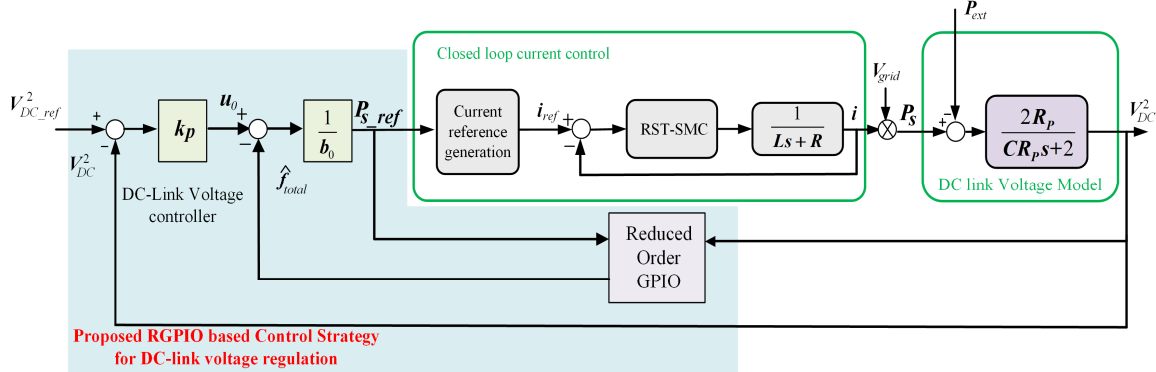 Closed loop current control
P_ext
V_grid
V²_DC_ref
+
-
V²_DC
k_p
u_0
+
-
1/b_0
P_s_ref
Current reference generation
i_ref
+
-
RST-SMC
1/(Ls + R)
i
P_s
+
-
2R_P/(CR_Ps+2)
V²_DC
DC link Voltage Model
f̂_total
DC-Link Voltage
controller
Reduced
Order
GPIO
Proposed RGPIO based Control Strategy
for DC-link voltage regulation